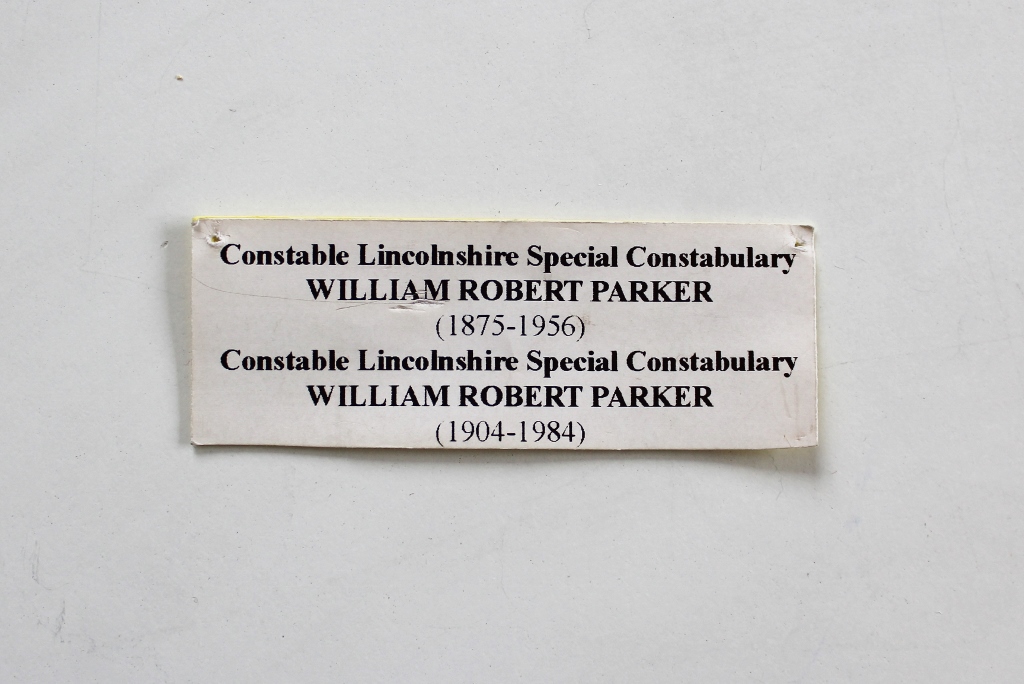 Constable Lincolnshire Special Constabulary
WILLIAM ROBERT PARKER
(1875-1956)
Constable Lincolnshire Special Constabulary
WILLIAM ROBERT PARKER
(1904-1984)